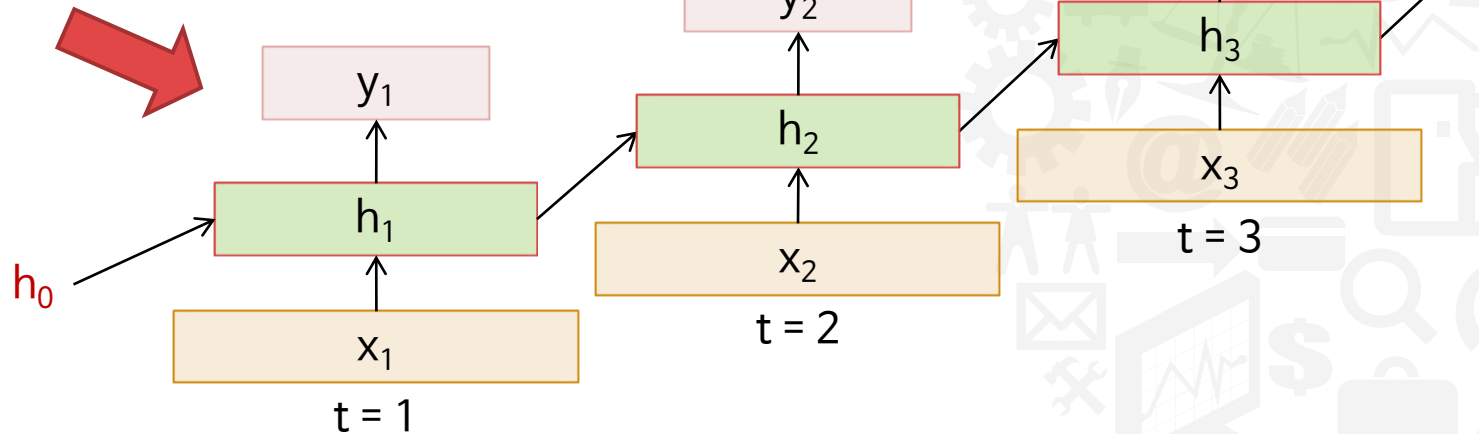 y₂
h₃
y₁
h₂
x₃
h₁
t = 3
x₂
h₀
t = 2
x₁
t = 1